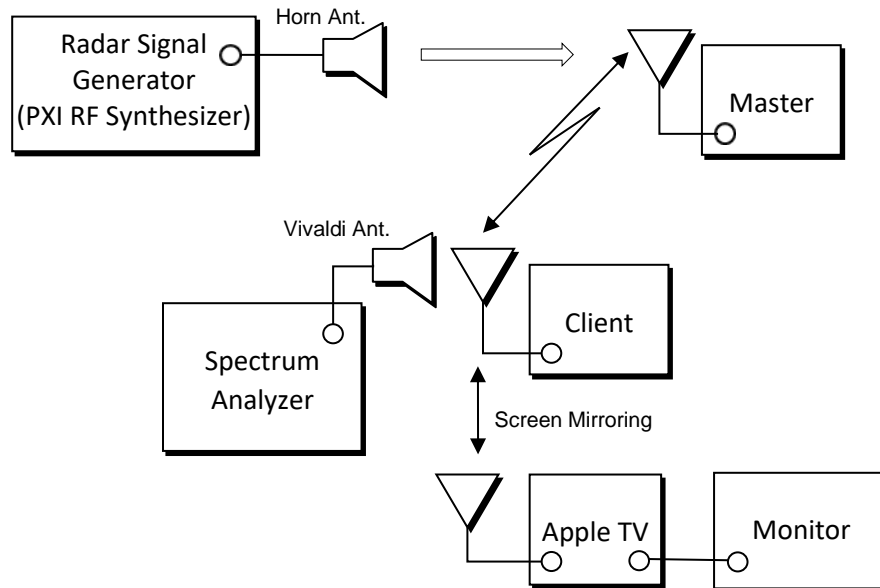 Horn Ant.
Radar Signal
Generator
(PXI RF Synthesizer)
Master
Vivaldi Ant.
Client
Spectrum
Analyzer
Screen Mirroring
Apple TV
Monitor